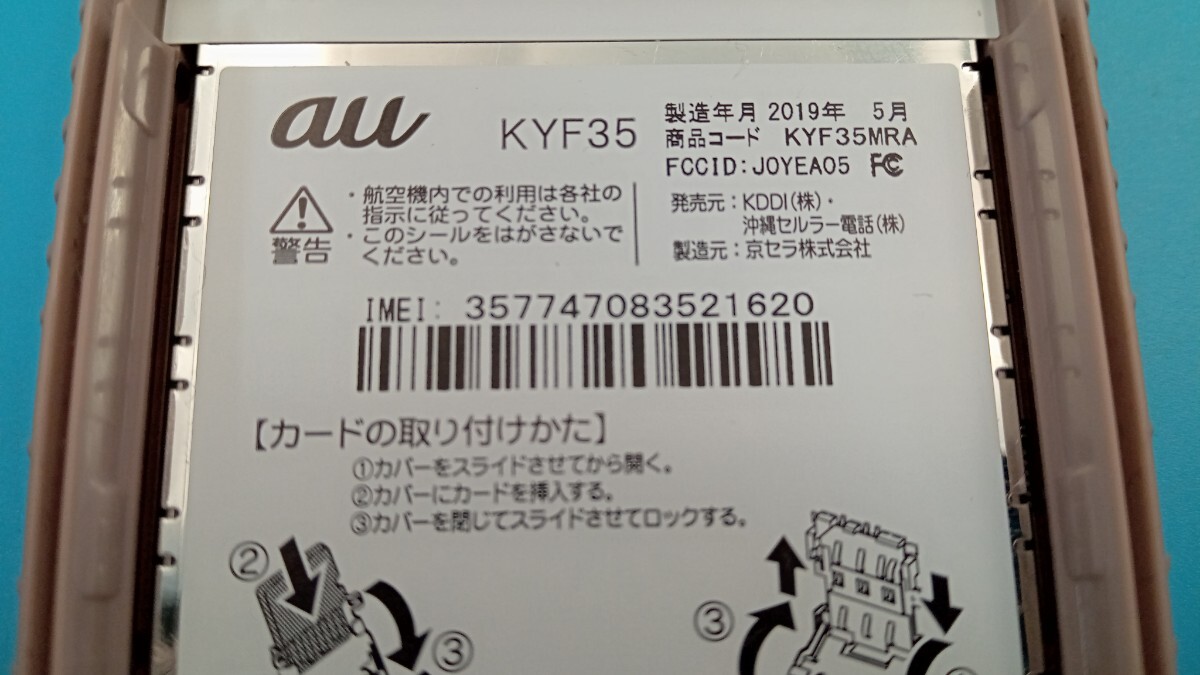 au
KYF35
製造年月 2019年 5月
商品コード KYF35MRA
FCCID:JOYEA05 FC
警告
・航空機内での利用は各社の
指示に従ってください。
・このシールをはがさないで
ください。
発売元：KDDI(株)・
沖縄セルラー電話(株)
製造元：京セラ株式会社
IMEI: 357747083521620
【カードの取り付けかた】
①カバーをスライドさせてから開く。
②カバーにカードを挿入する。
③カバーを閉じてスライドさせてロックする。
②
③
③